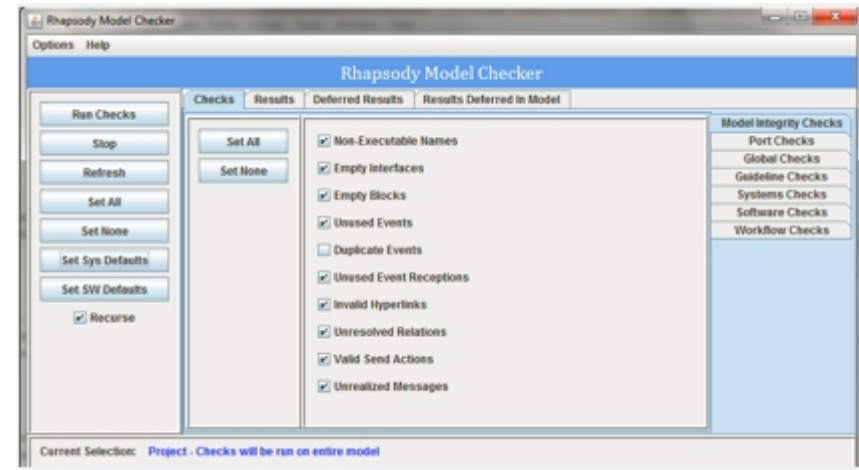 Rhapsody Model Checker
Options Help
Rhapsody Model Checker
Run Checks
Stop
Refresh
Set All
Set None
Set Sys Defaults
Set SW Defaults
Recurse
Checks Results Deferred Results Results Deferred In Model
Set All
Set None
Non-Executable Names
Empty Interfaces
Empty Blocks
Unused Events
Duplicate Events
Unused Event Receptions
Invalid Hyperlinks
Unresolved Relations
Valid Send Actions
Unrealized Messages
Model Integrity Checks
Port Checks
Global Checks
Guideline Checks
Systems Checks
Software Checks
Workflow Checks
Current Selection: Project - Checks will be run on entire model